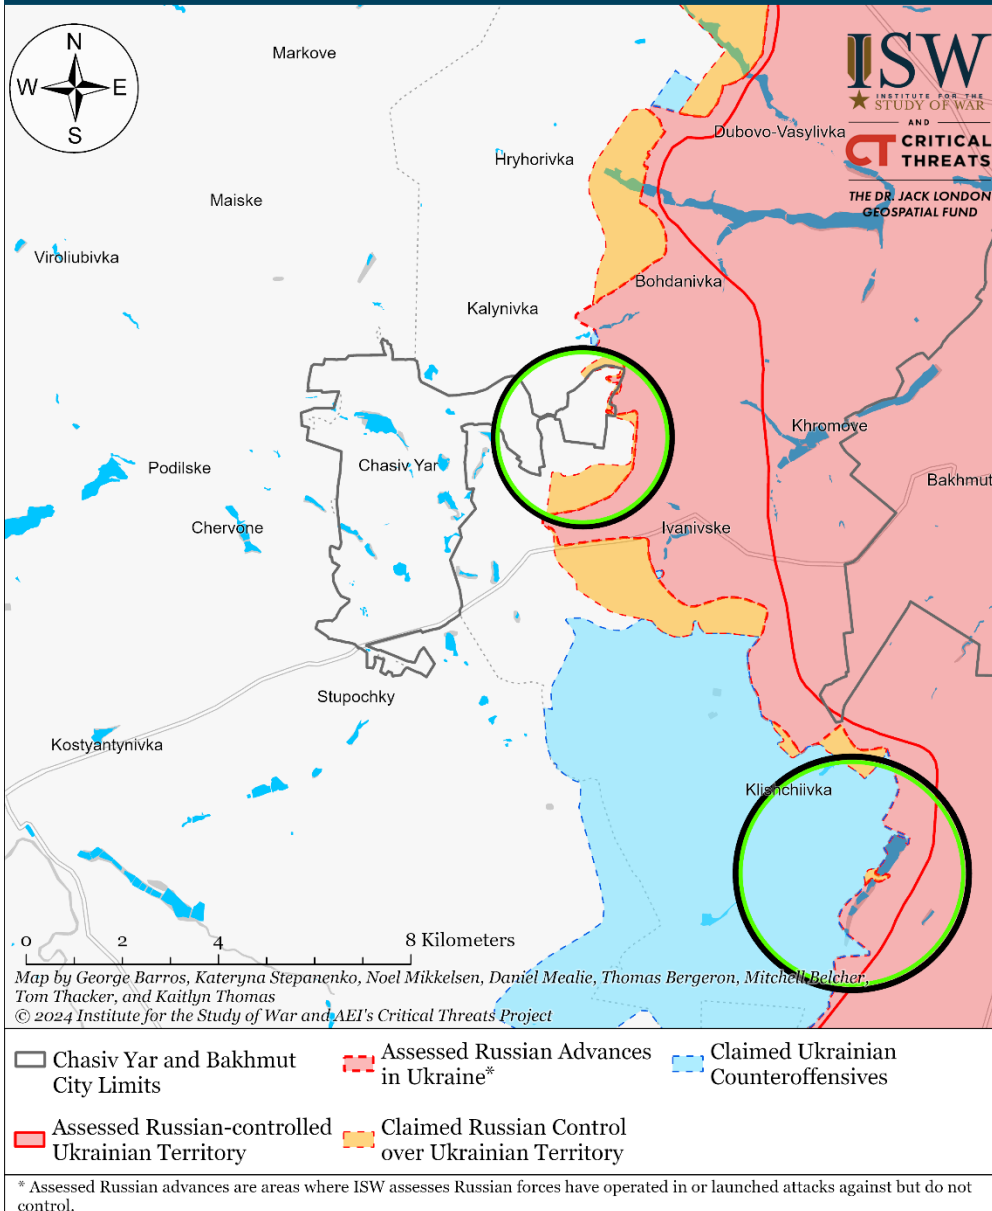 N
W
E
S
Markove
ISW
INSTITUTE FOR THE
STUDY OF WAR
AND
CT CRITICAL
THREATS
THE DR. JACK LONDON
GEOSPATIAL FUND
Dubovo-Vasylivka
Hryhorivka
Maiske
Viroliubivka
Bohdanivka
Kalynivka
Khromove
Podilske
Chasiv Yar
Bakhmut
Chervone
Ivanivske
Stupochky
Kostyantynivka
Klishchiivka
0 2 4 8 Kilometers
Map by George Barros, Kateryna Stepanenko, Noel Mikkelsen, Daniel Mealie, Thomas Bergeron, Mitchell Belcher,
Tom Thacker, and Kaitlyn Thomas
© 2024 Institute for the Study of War and AEI's Critical Threats Project
Chasiv Yar and Bakhmut
City Limits
Assessed Russian Advances
in Ukraine*
Claimed Ukrainian
Counteroffensives
Assessed Russian-controlled
Ukrainian Territory
Claimed Russian Control
over Ukrainian Territory
* Assessed Russian advances are areas where ISW assesses Russian forces have operated in or launched attacks against but do not
control.